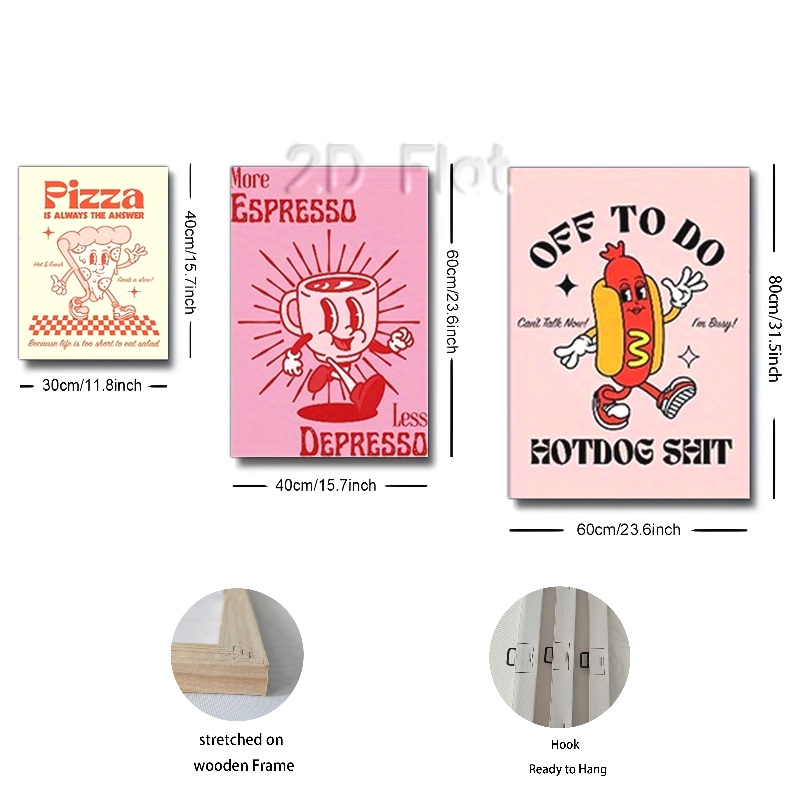 2D Flat
Pizza
IS ALWAYS THE ANSWER
Hot & Fresh
Grab a slice!
Because life is too short to eat salad
40cm/15.7inch
30cm/11.8inch
More
ESPRESSO
Less
DEPRESSO
60cm/23.6inch
40cm/15.7inch
OFF TO DO
Can't Talk Now!
I'm Busy!
HOTDOG SHIT
80cm/31.5inch
60cm/23.6inch
stretched on
wooden Frame
Hook
Ready to Hang